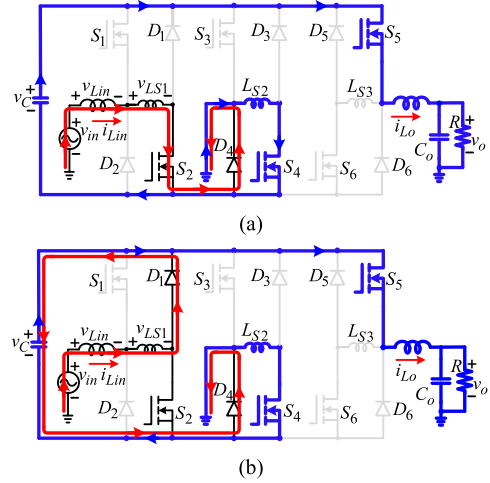 S1 D1 S3 D3 D5 S5
vC + − + vLin − + vLS1 − LS2 LS3
vin + − iLin iLo R + vo −
D2 S2 D4 S4 S6 D6 Co
(a)
S1 D1 S3 D3 D5 S5
vC + − + vLin − + vLS1 − LS2 LS3
vin + − iLin iLo R + vo −
D2 S2 D4 S4 S6 D6 Co
(b)